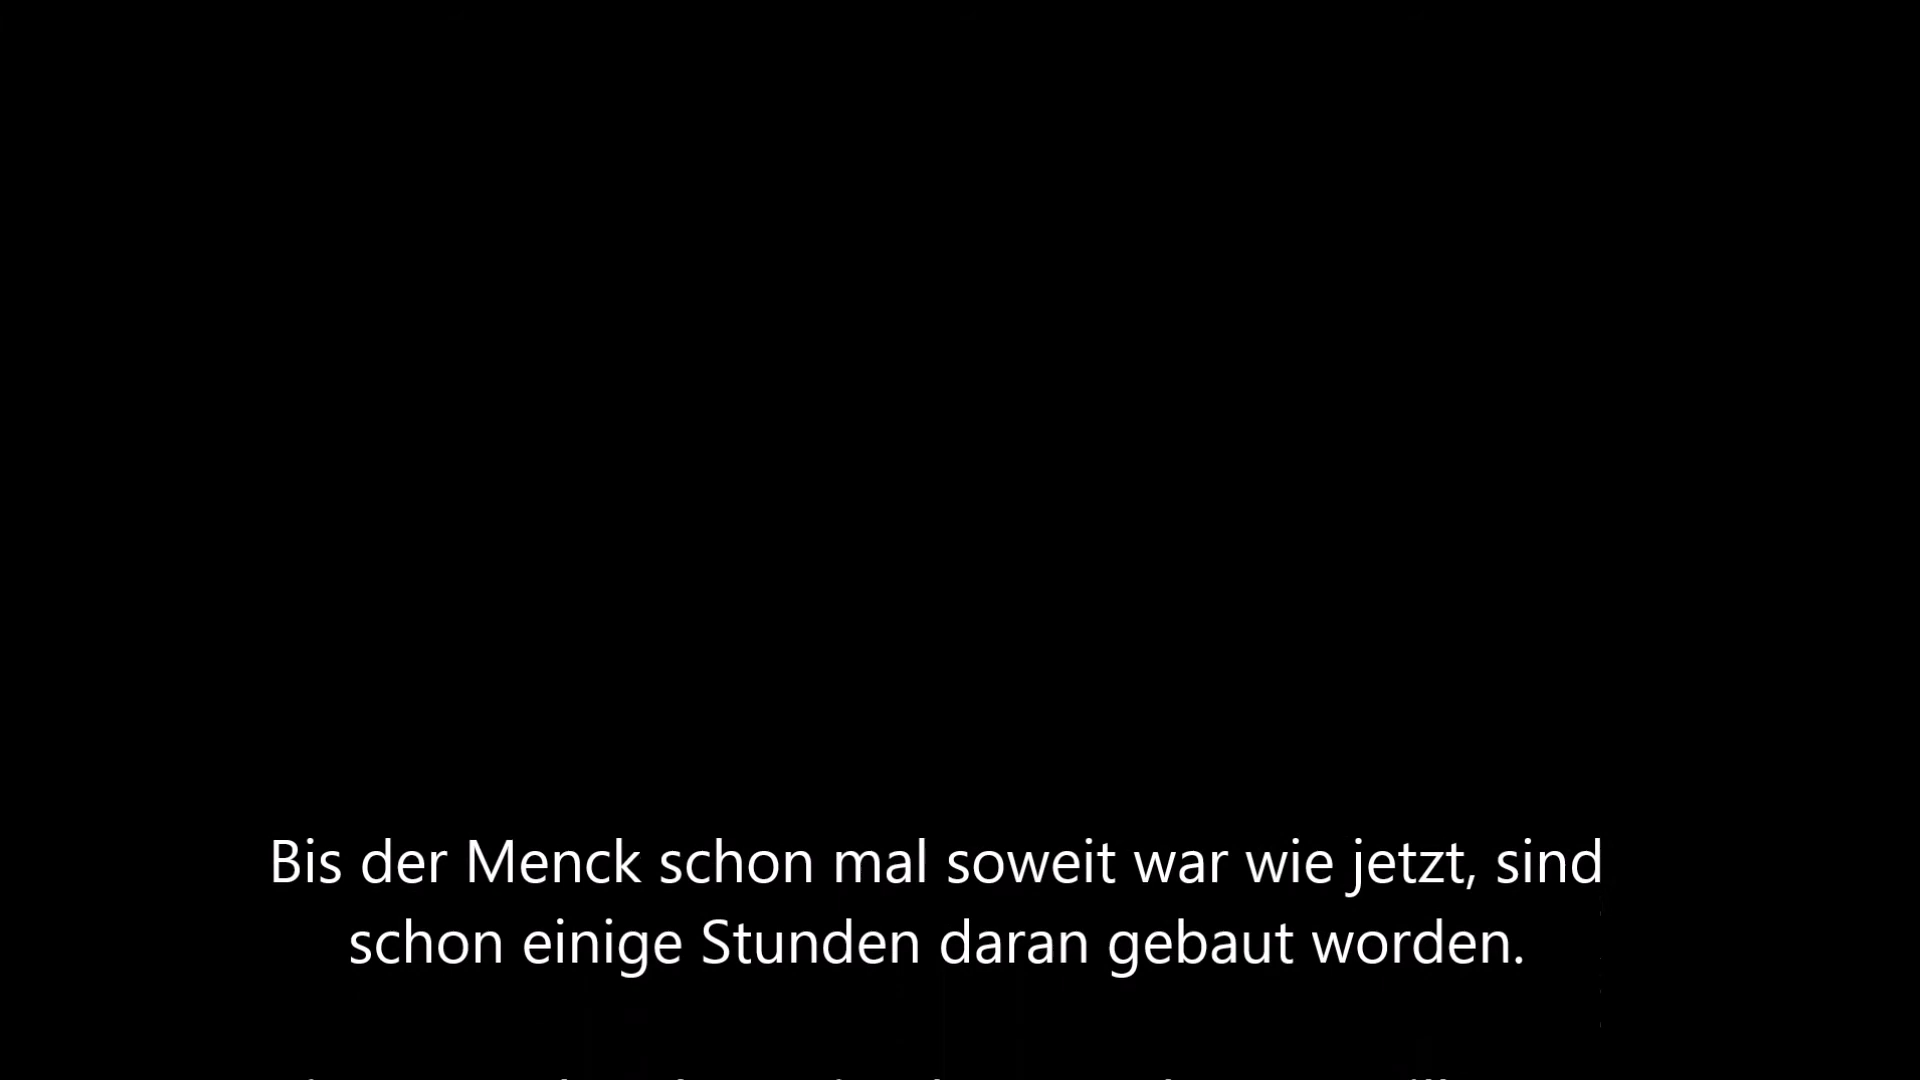 Bis der Menck schon mal soweit war wie jetzt, sind
schon einige Stunden daran gebaut worden.